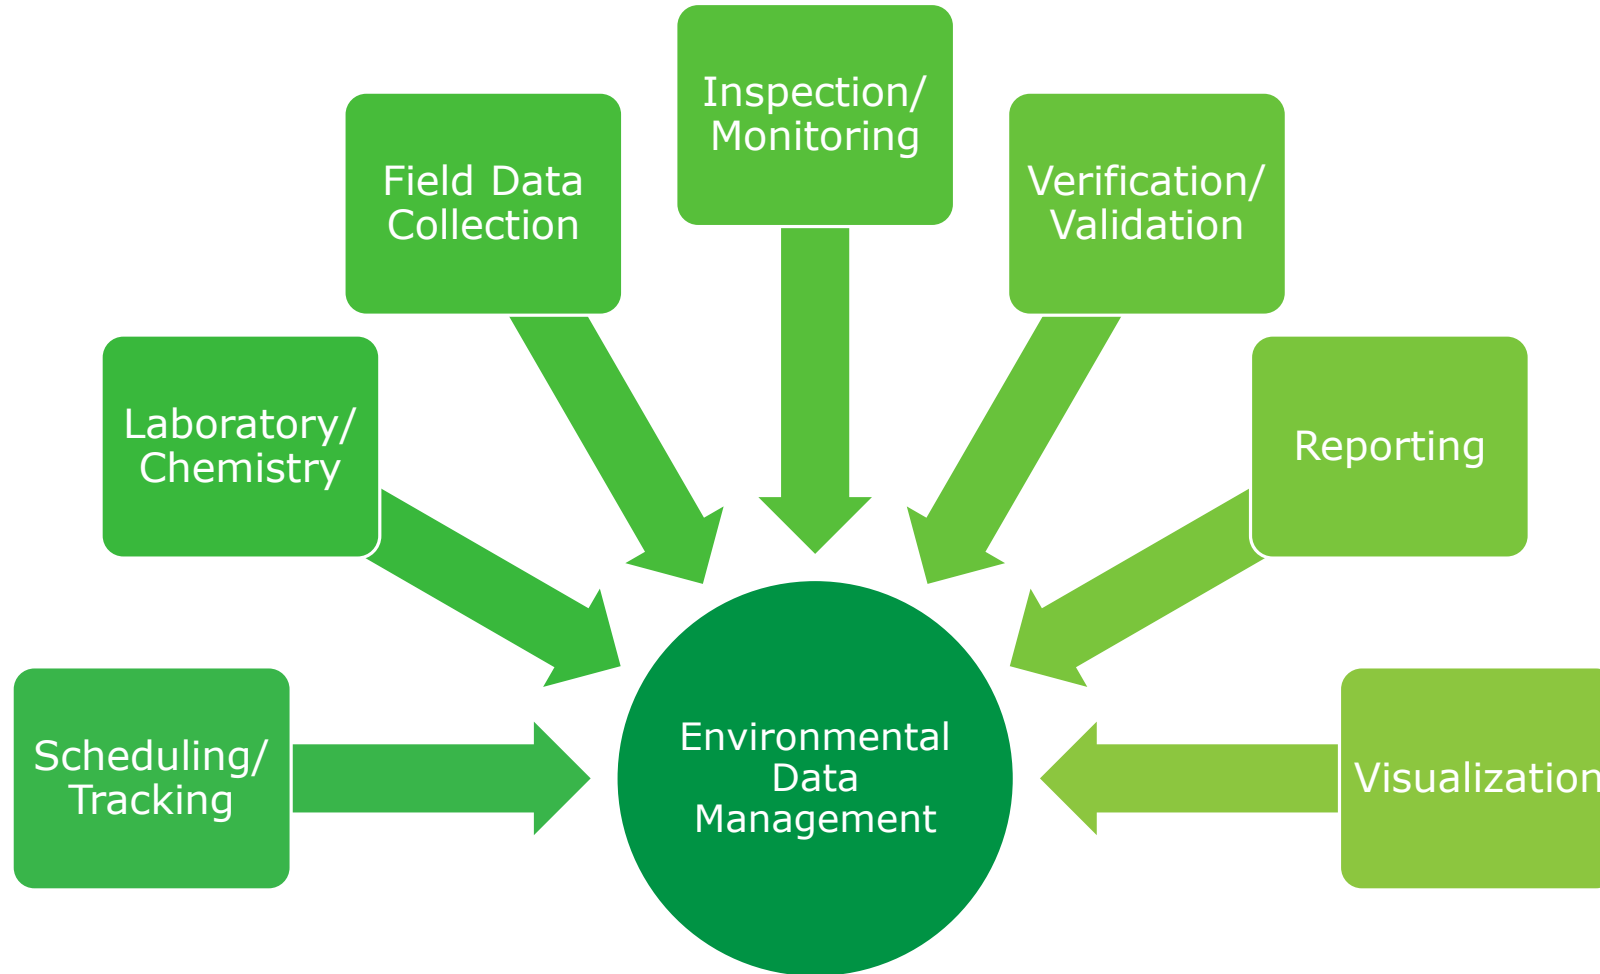 Inspection/
Monitoring
Field Data
Collection
Verification/
Validation
Laboratory/
Chemistry
Reporting
Scheduling/
Tracking
Environmental
Data
Management
Visualization